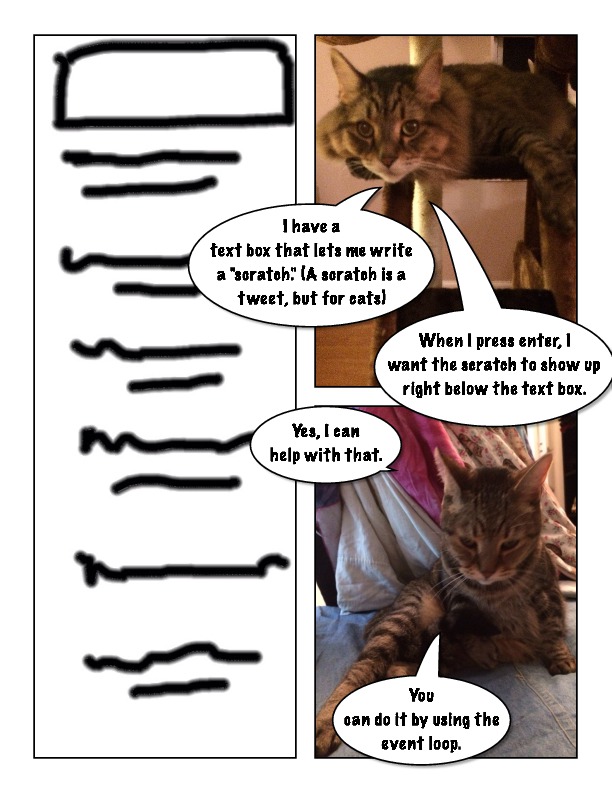 I have a
text box that lets me write
a "scratch." (A scratch is a
tweet, but for cats)
When I press enter, I
want the scratch to show up
right below the text box.
Yes, I can
help with that.
You
can do it by using the
event loop.